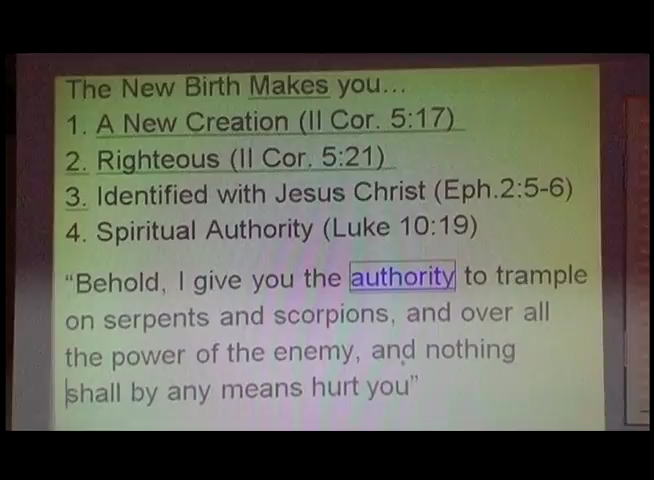 The New Birth Makes you...
1. A New Creation (II Cor. 5:17)
2. Righteous (II Cor. 5:21)
3. Identified with Jesus Christ (Eph.2:5-6)
4. Spiritual Authority (Luke 10:19)
“Behold, I give you the authority to trample
on serpents and scorpions, and over all
the power of the enemy, and nothing
shall by any means hurt you”